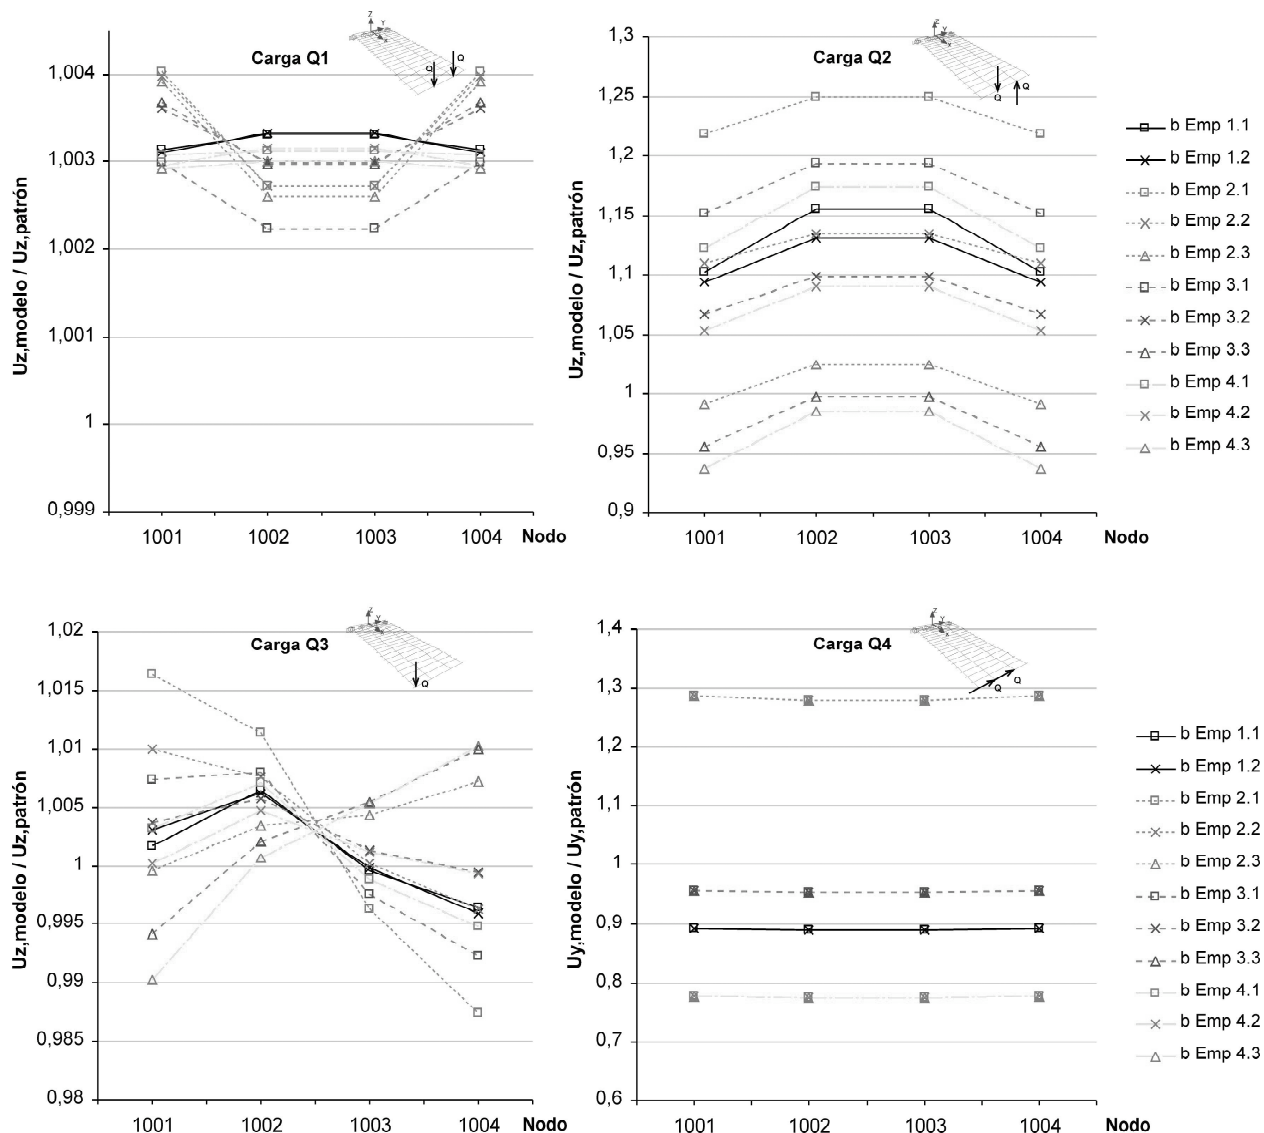 Carga Q1
Z
Y
X
Q
Q
Uz,modelo / Uz,patrón
1,004
1,003
1,002
1,001
1
0,999
1001 1002 1003 1004 Nodo
Carga Q2
Z
Y
X
Q
Q
Uz,modelo / Uz,patrón
1,3
1,25
1,2
1,15
1,1
1,05
1
0,95
0,9
1001 1002 1003 1004 Nodo
b Emp 1.1
b Emp 1.2
b Emp 2.1
b Emp 2.2
b Emp 2.3
b Emp 3.1
b Emp 3.2
b Emp 3.3
b Emp 4.1
b Emp 4.2
b Emp 4.3
Carga Q3
Z
Y
X
Q
Uz,modelo / Uz,patrón
1,02
1,015
1,01
1,005
1
0,995
0,99
0,985
0,98
1001 1002 1003 1004 Nodo
Carga Q4
Z
Y
X
Q
Q
Uy,modelo / Uy,patrón
1,4
1,3
1,2
1,1
1
0,9
0,8
0,7
0,6
1001 1002 1003 1004 Nodo
b Emp 1.1
b Emp 1.2
b Emp 2.1
b Emp 2.2
b Emp 2.3
b Emp 3.1
b Emp 3.2
b Emp 3.3
b Emp 4.1
b Emp 4.2
b Emp 4.3